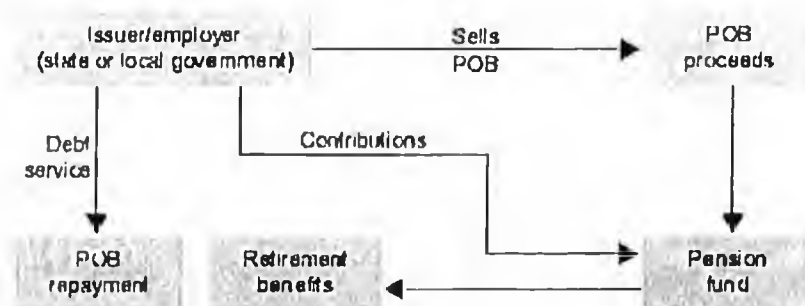 Issuer/employer
(state or local government)
Sells
POB
POB
proceeds
Debt
service
Contributions
POB
repayment
Retirement
benefits
Pension
fund